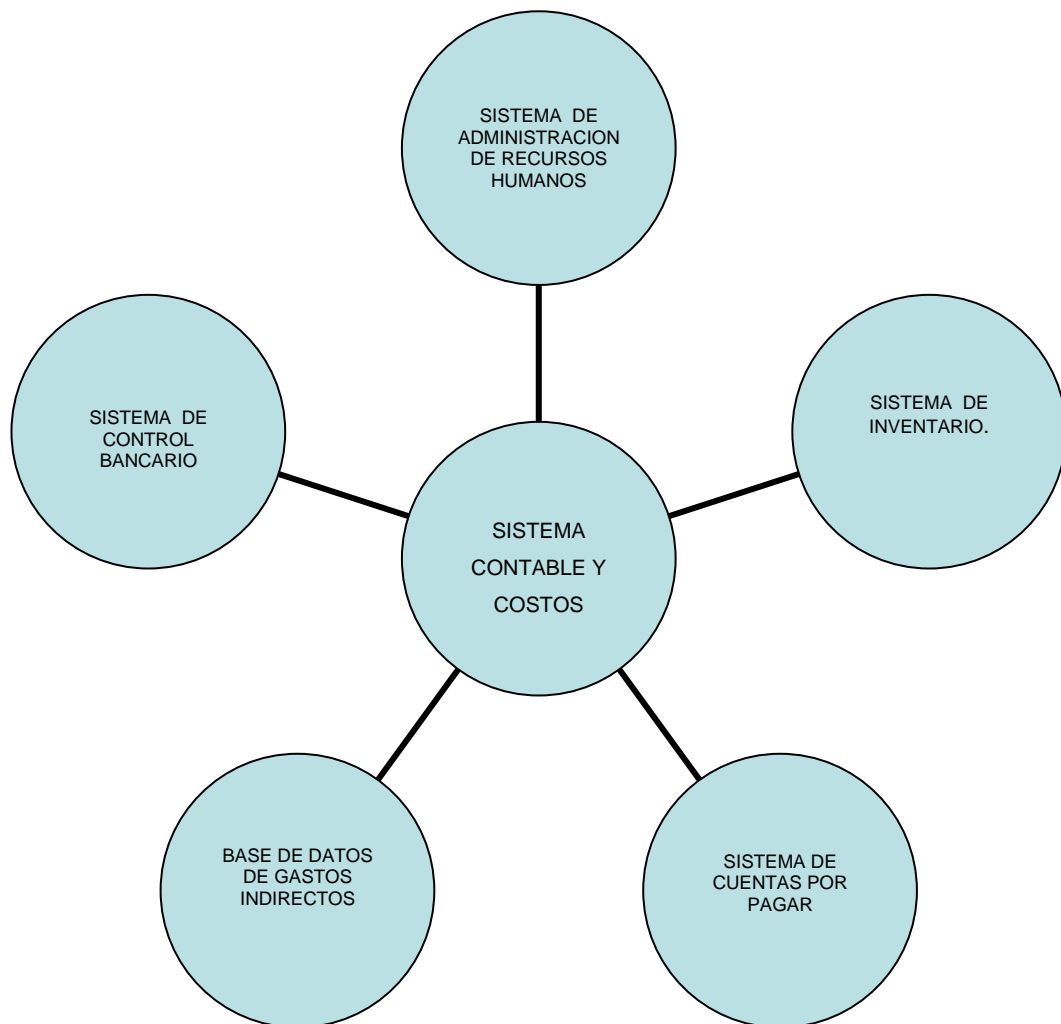 SISTEMA DE
ADMINISTRACION
DE RECURSOS
HUMANOS
SISTEMA DE
CONTROL
BANCARIO
SISTEMA DE
INVENTARIO.
SISTEMA
CONTABLE Y
COSTOS
BASE DE DATOS
DE GASTOS
INDIRECTOS
SISTEMA DE
CUENTAS POR
PAGAR